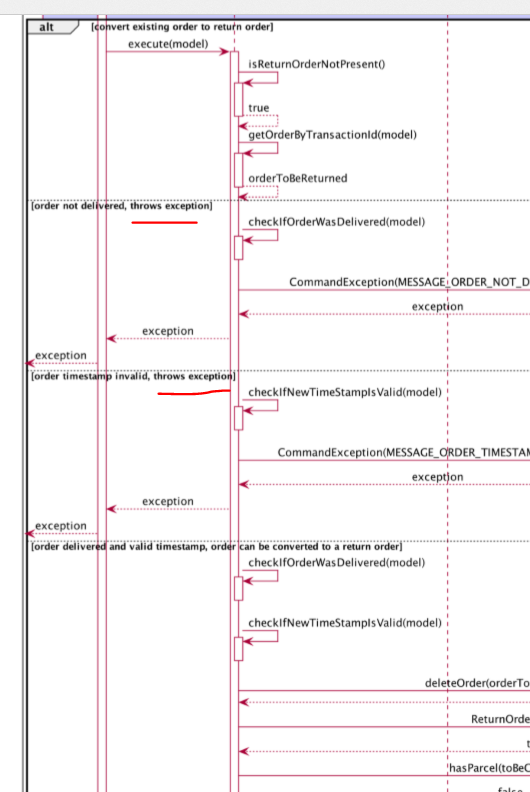 alt [convert existing order to return order]
execute(model)
isReturnOrderNotPresent()
true
getOrderByTransactionId(model)
orderToBeReturned
[order not delivered, throws exception]
checkIfOrderWasDelivered(model)
CommandException(MESSAGE_ORDER_NOT_D
exception
exception
exception
[order timestamp invalid, throws exception]
checkIfNewTimeStampIsValid(model)
CommandException(MESSAGE_ORDER_TIMESTAM
exception
exception
exception
[order delivered and valid timestamp, order can be converted to a return order]
checkIfOrderWasDelivered(model)
checkIfNewTimeStampIsValid(model)
deleteOrder(orderTo
ReturnOrde
t
hasParcel(toBeC
false